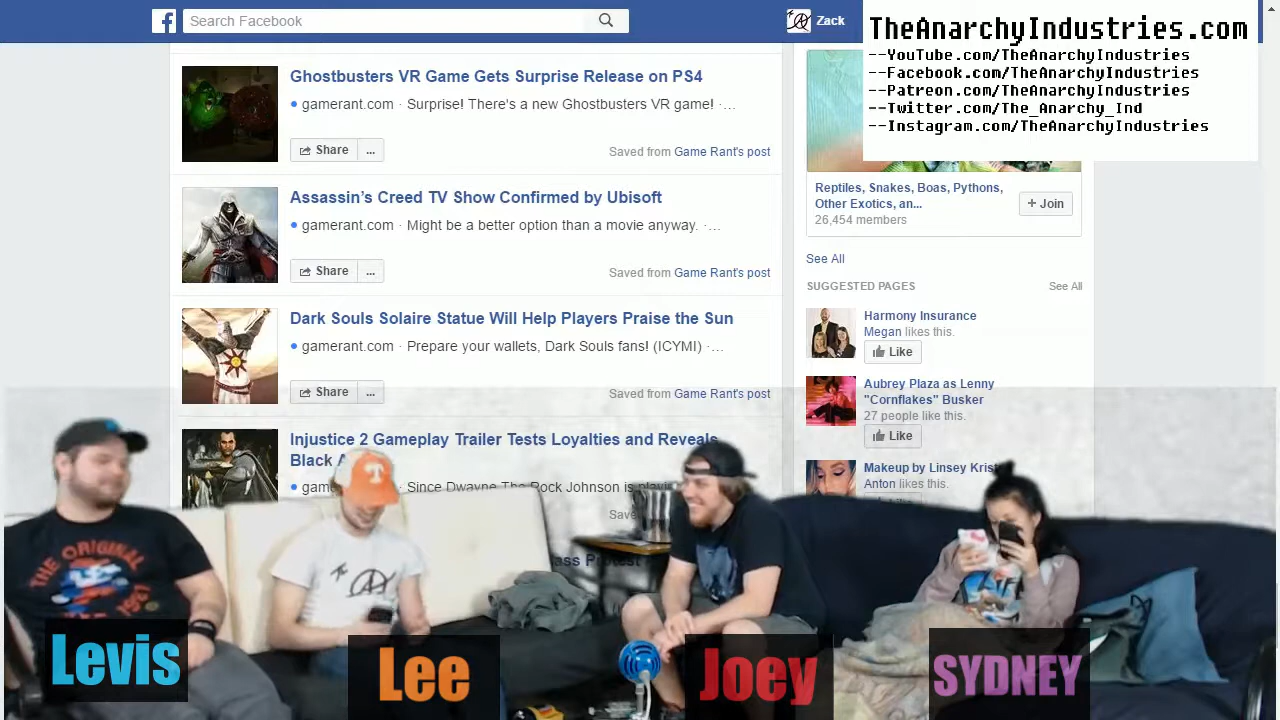 Search Facebook
Zack
TheAnarchyIndustries.com
--YouTube.com/TheAnarchyIndustries
--Facebook.com/TheAnarchyIndustries
--Patreon.com/TheAnarchyIndustries
--Twitter.com/The_Anarchy_Ind
--Instagram.com/TheAnarchyIndustries
Ghostbusters VR Game Gets Surprise Release on PS4
gamerant.com · Surprise! There's a new Ghostbusters VR game! ·...
Share ...
Saved from Game Rant's post
Assassin's Creed TV Show Confirmed by Ubisoft
gamerant.com · Might be a better option than a movie anyway. ·...
Share ...
Saved from Game Rant's post
Dark Souls Solaire Statue Will Help Players Praise the Sun
gamerant.com · Prepare your wallets, Dark Souls fans! (ICYMI) ·...
Share ...
Saved from Game Rant's post
Injustice 2 Gameplay Trailer Tests Loyalties and Reveals
Black
Since Dwayne The Rock Johnson is
Reptiles, Snakes, Boas, Pythons,
Other Exotics, an...
26,454 members
+ Join
See All
SUGGESTED PAGES
See All
Harmony Insurance
Megan likes this.
Like
Aubrey Plaza as Lenny
"Cornflakes" Busker
27 people like this.
Like
Makeup by Linsey
Anton likes this.
THE ORIGINAL
Levis
Lee
Joey
SYDNEY